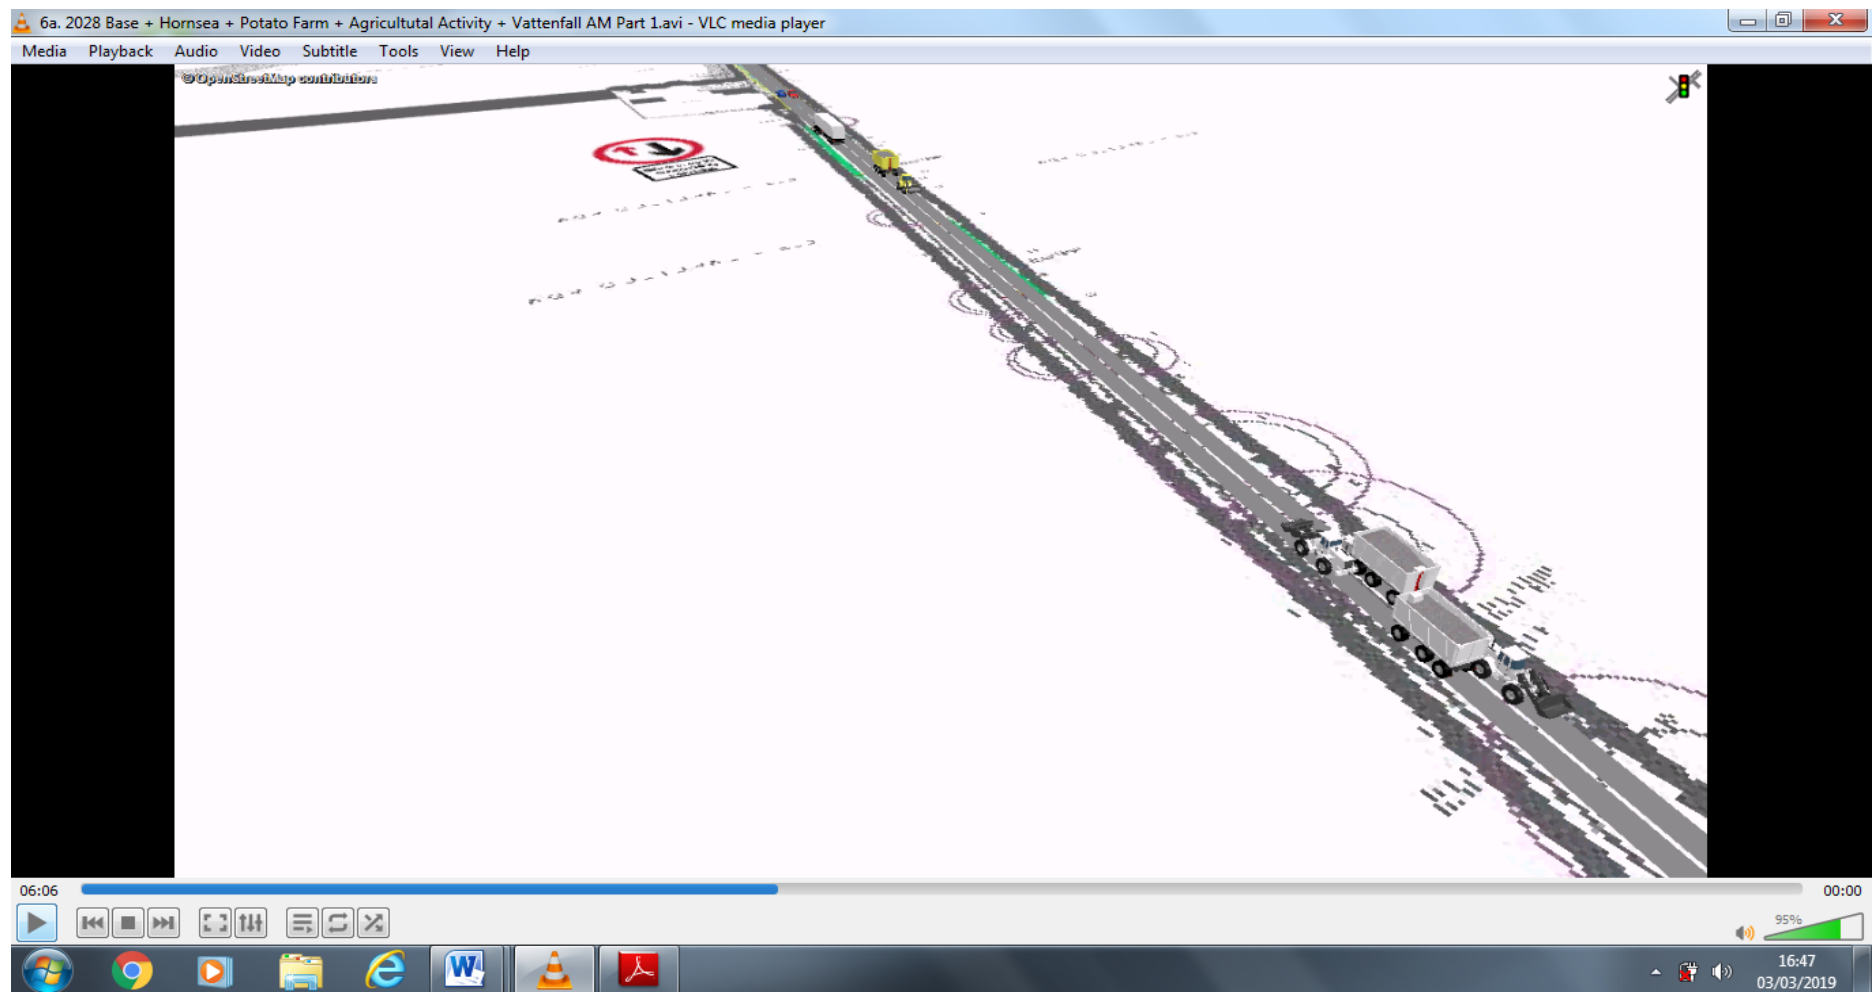 6a. 2028 Base + Hornsea + Potato Farm + Agricultutal Activity + Vattenfall AM Part 1.avi - VLC media player
Media Playback Audio Video Subtitle Tools View Help
© OpenStreetMap contributors
06:06
00:00
95%
16:47
03/03/2019